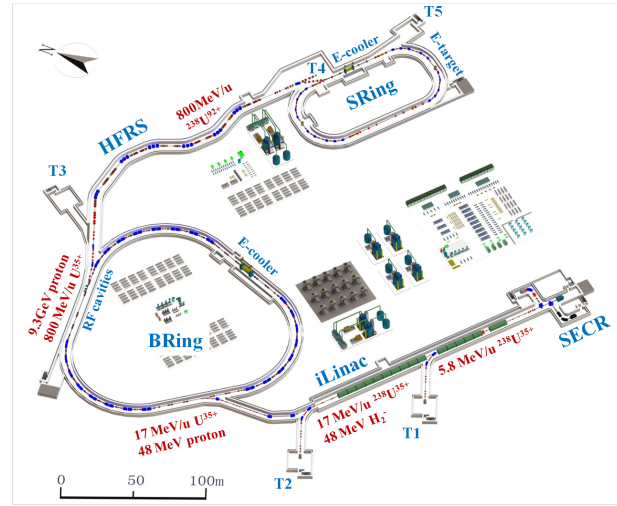 T5
E-cooler
E-target
T4
SRing
N
800MeV/u
²³⁸U⁹²⁺
HFRS
T3
E-cooler
RF cavities
9.3GeV proton
800 MeV/u U³⁵⁺
BRing
iLinac
SECR
5.8 MeV/u ²³⁸U³⁵⁺
17 MeV/u ²³⁸U³⁵⁺
48 MeV H₂⁻
17 MeV/u U³⁵⁺
48 MeV proton
T1
T2
0 50 100m